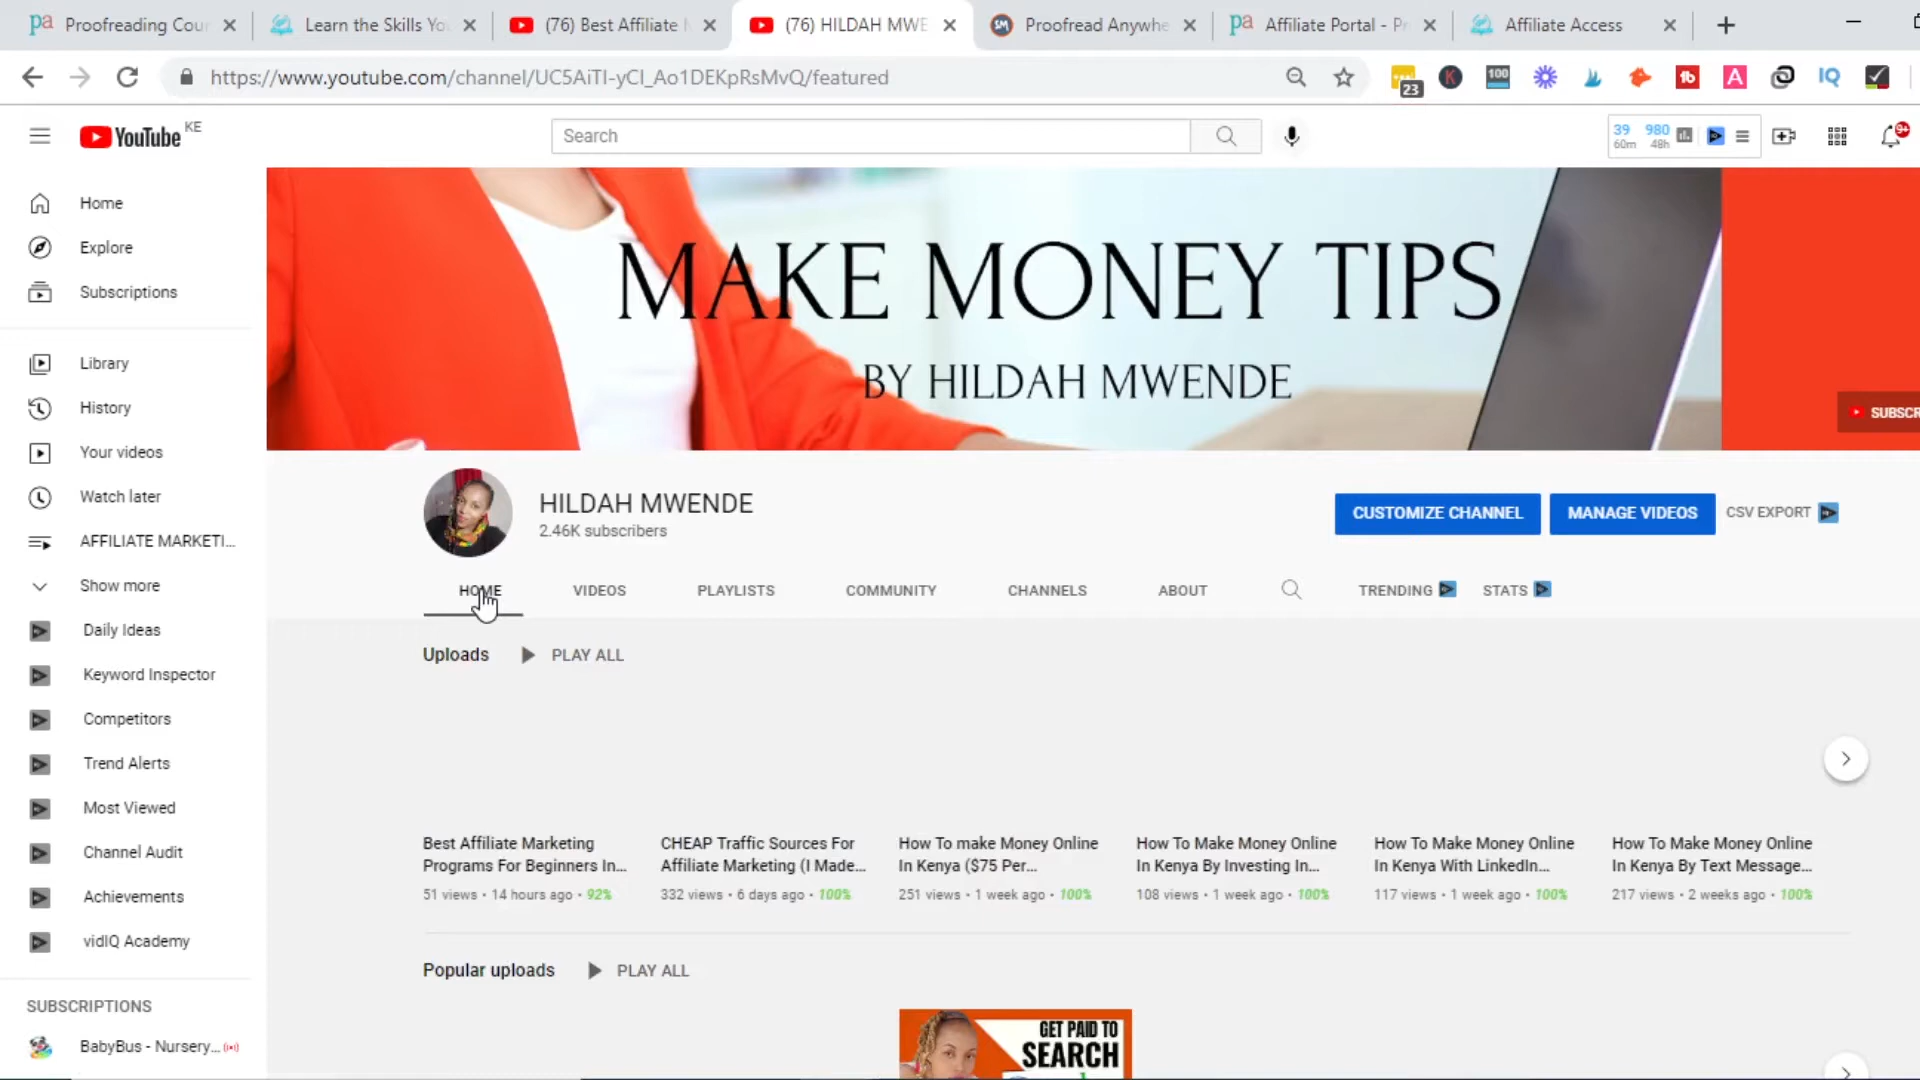 Proofreading Cour
Learn the Skills Yo
(76) Best Affiliate
(76) HILDAH MWE
Proofread Anywhe
Affiliate Portal - Pr
Affiliate Access
https://www.youtube.com/channel/UC5AiTI-yCI_Ao1DEKpRsMvQ/featured
23
100
IQ
YouTube KE
Search
39 60m
980 48h
9+
Home
Explore
Subscriptions
Library
History
Your videos
Watch later
AFFILIATE MARKETI...
Show more
Daily Ideas
Keyword Inspector
Competitors
Trend Alerts
Most Viewed
Channel Audit
Achievements
vidIQ Academy
SUBSCRIPTIONS
BabyBus - Nursery...
MAKE MONEY TIPS
BY HILDAH MWENDE
SUBSCR
HILDAH MWENDE
2.46K subscribers
CUSTOMIZE CHANNEL
MANAGE VIDEOS
CSV EXPORT
HOME
VIDEOS
PLAYLISTS
COMMUNITY
CHANNELS
ABOUT
TRENDING
STATS
Uploads
PLAY ALL
Best Affiliate Marketing
Programs For Beginners In...
51 views • 14 hours ago • 92%
CHEAP Traffic Sources For
Affiliate Marketing (I Made...
332 views • 6 days ago • 100%
How To make Money Online
In Kenya ($75 Per...
251 views • 1 week ago • 100%
How To Make Money Online
In Kenya By Investing In...
108 views • 1 week ago • 100%
How To Make Money Online
In Kenya With LinkedIn...
117 views • 1 week ago • 100%
How To Make Money Online
In Kenya By Text Message...
217 views • 2 weeks ago • 100%
Popular uploads
PLAY ALL
GET PAID TO
SEARCH